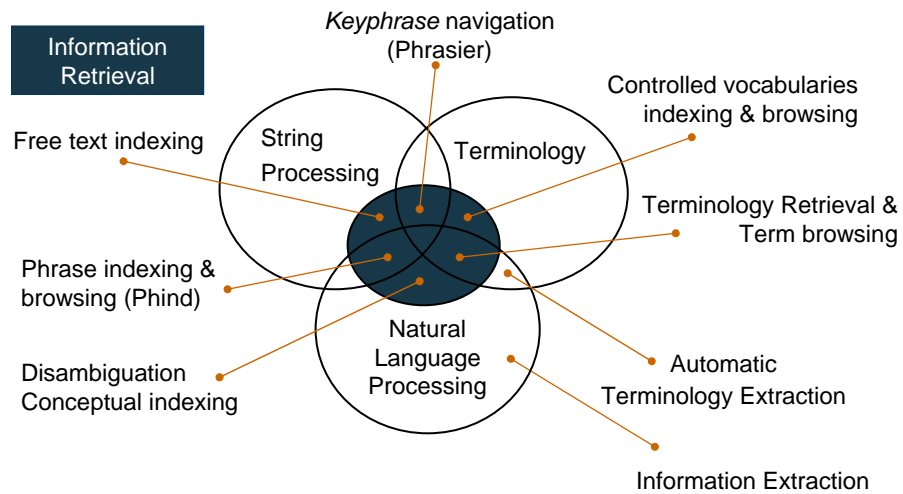 Keyphrase navigation
(Phrasier)
Information
Retrieval
Controlled vocabularies
indexing & browsing
Free text indexing
String
Processing
Terminology
Terminology Retrieval &
Term browsing
Phrase indexing &
browsing (Phind)
Natural
Language
Processing
Disambiguation
Conceptual indexing
Automatic
Terminology Extraction
Information Extraction